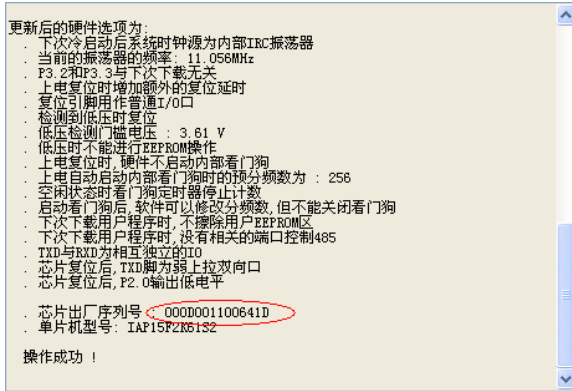 更新后的硬件选项为:
. 下次冷启动后系统时钟源为内部IRC振荡器
. 当前的振荡器的频率: 11.056MHz
. P3.2和P3.3与下次下载无关
. 上电复位时增加额外的复位延时
. 复位引脚用作普通I/O口
. 检测到低压时复位
. 低压检测门槛电压 : 3.61 V
. 低压时不能进行EEPROM操作
. 上电复位时,硬件不启动内部看门狗
. 上电自动启动内部看门狗时的预分频数为 : 256
. 空闲状态时看门狗定时器停止计数
. 启动看门狗后,软件可以修改分频数,但不能关闭看门狗
. 下次下载用户程序时,不擦除用户EEPROM区
. 下次下载用户程序时,没有相关的端口控制485
. TXD与RXD为相互独立的IO
. 芯片复位后,TXD脚为弱上拉双向口
. 芯片复位后,P2.0输出低电平
. 芯片出厂序列号 : 000D001100641D
. 单片机型号: IAP15F2K61S2
操作成功 !